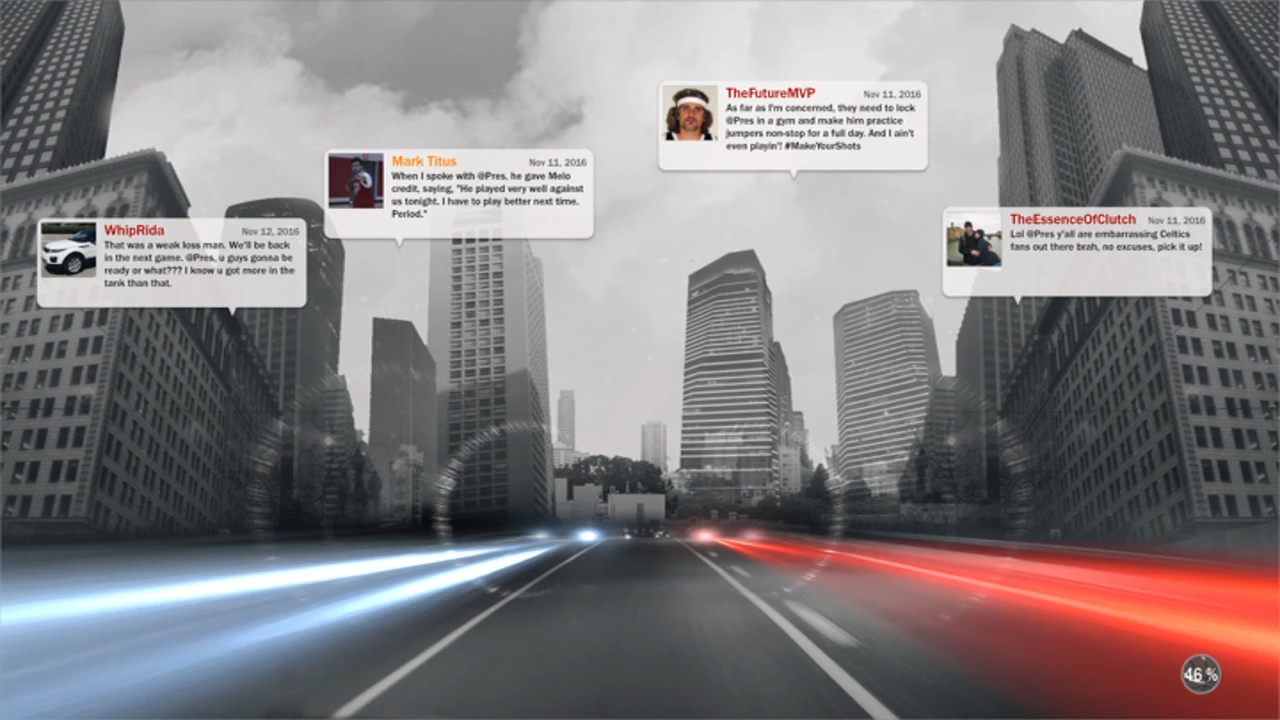 TheFutureMVP Nov 11, 2016
As far as I'm concerned, they need to lock
@Pres in a gym and make him practice
jumpers non-stop for a full day. And I ain't
even playin'! #MakeYourShots
Mark Titus Nov 11, 2016
When I spoke with @Pres, he gave Melo
credit, saying, "He played very well against
us tonight. I have to play better next time.
Period."
WhipRida Nov 12, 2016
That was a weak loss man. We'll be back
in the next game. @Pres, u guys gonna be
ready or what??? I know u got more in the
tank than that.
TheEssenceOfClutch Nov 11, 2016
Lol @Pres y'all are embarrassing Celtics
fans out there brah, no excuses, pick it up!
46 %